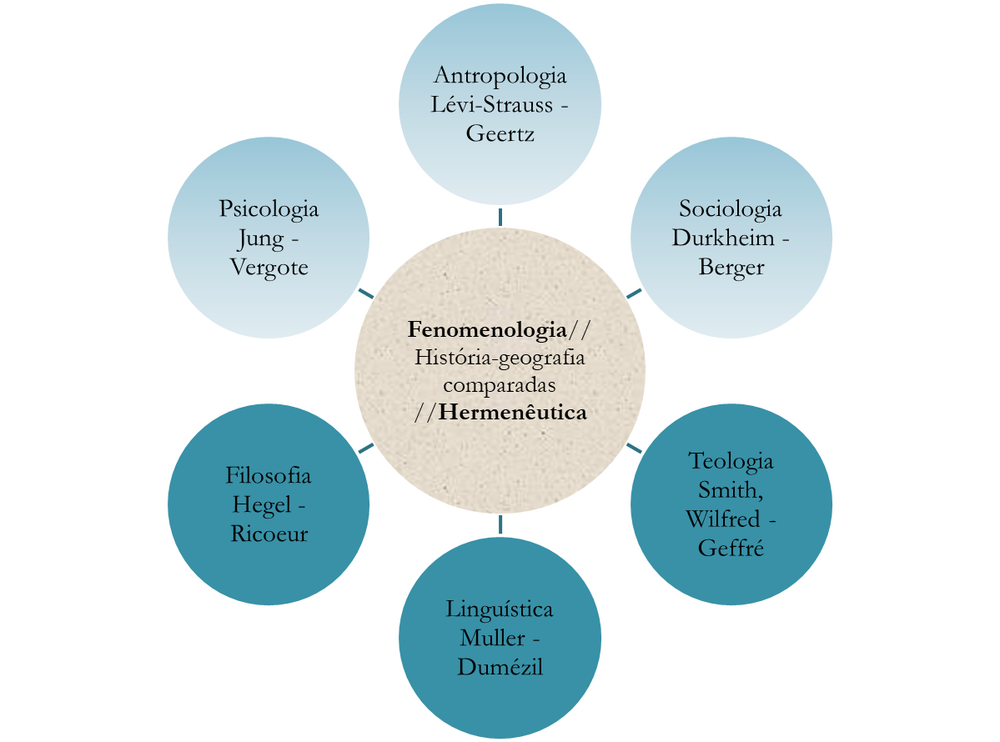 Antropologia
Lévi-Strauss -
Geertz
Psicologia
Jung -
Vergote
Sociologia
Durkheim -
Berger
Fenomenologia//
História-geografia
comparadas
//Hermenêutica
Filosofia
Hegel -
Ricoeur
Teologia
Smith,
Wilfred -
Geffré
Linguística
Muller -
Dumézil